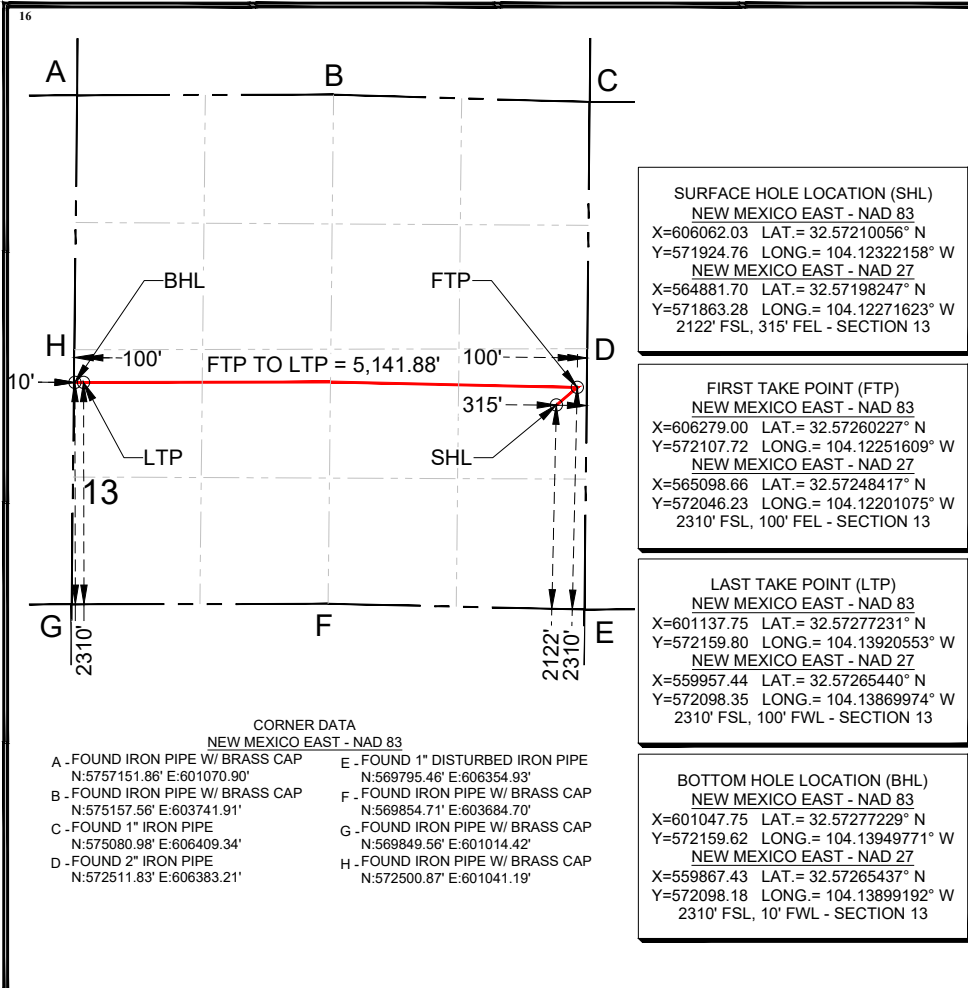 16
A
B
C
BHL
FTP
H
D
100'
FTP TO LTP = 5,141.88'
100'
10'
315'
LTP
SHL
13
G
F
E
2310'
2122'
2310'
SURFACE HOLE LOCATION (SHL)
NEW MEXICO EAST - NAD 83
X=606062.03 LAT.= 32.57210056° N
Y=571924.76 LONG.= 104.12322158° W
NEW MEXICO EAST - NAD 27
X=564881.70 LAT.= 32.57198247° N
Y=571863.28 LONG.= 104.12271623° W
2122' FSL, 315' FEL - SECTION 13
FIRST TAKE POINT (FTP)
NEW MEXICO EAST - NAD 83
X=606279.00 LAT.= 32.57260227° N
Y=572107.72 LONG.= 104.12251609° W
NEW MEXICO EAST - NAD 27
X=565098.66 LAT.= 32.57248417° N
Y=572046.23 LONG.= 104.12201075° W
2310' FSL, 100' FEL - SECTION 13
LAST TAKE POINT (LTP)
NEW MEXICO EAST - NAD 83
X=601137.75 LAT.= 32.57277231° N
Y=572159.80 LONG.= 104.13920553° W
NEW MEXICO EAST - NAD 27
X=559957.44 LAT.= 32.57265440° N
Y=572098.35 LONG.= 104.13869974° W
2310' FSL, 100' FWL - SECTION 13
BOTTOM HOLE LOCATION (BHL)
NEW MEXICO EAST - NAD 83
X=601047.75 LAT.= 32.57277229° N
Y=572159.62 LONG.= 104.13949771° W
NEW MEXICO EAST - NAD 27
X=559867.43 LAT.= 32.57265437° N
Y=572098.18 LONG.= 104.13899192° W
2310' FSL, 10' FWL - SECTION 13
CORNER DATA
NEW MEXICO EAST - NAD 83
A - FOUND IRON PIPE W/ BRASS CAP
N:5757151.86' E:601070.90'
B - FOUND IRON PIPE W/ BRASS CAP
N:575157.56' E:603741.91'
C - FOUND 1" IRON PIPE
N:575080.98' E:606409.34'
D - FOUND 2" IRON PIPE
N:572511.83' E:606383.21'
E - FOUND 1" DISTURBED IRON PIPE
N:569795.46' E:606354.93'
F - FOUND IRON PIPE W/ BRASS CAP
N:569854.71' E:603684.70'
G - FOUND IRON PIPE W/ BRASS CAP
N:569849.56' E:601014.42'
H - FOUND IRON PIPE W/ BRASS CAP
N:572500.87' E:601041.19'